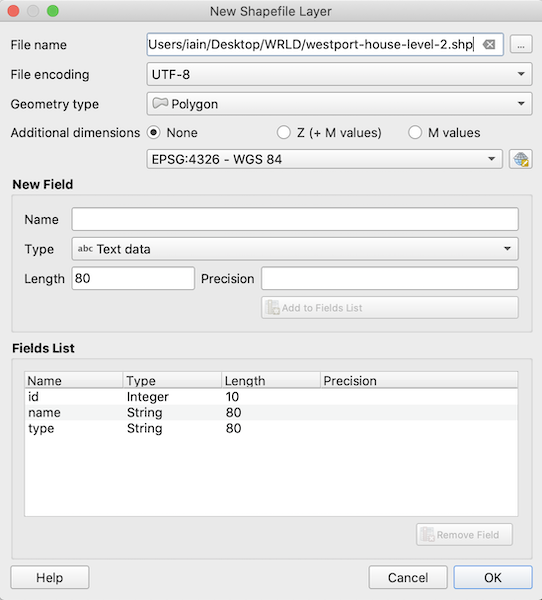 New Shapefile Layer
File name Users/iain/Desktop/WRLD/westport-house-level-2.shp ...
File encoding UTF-8
Geometry type Polygon
Additional dimensions None Z (+ M values) M values
EPSG:4326 - WGS 84
New Field
Name
Type abc Text data
Length 80 Precision
Add to Fields List
Fields List
Name Type Length Precision
id Integer 10
name String 80
type String 80
Remove Field
Help Cancel OK